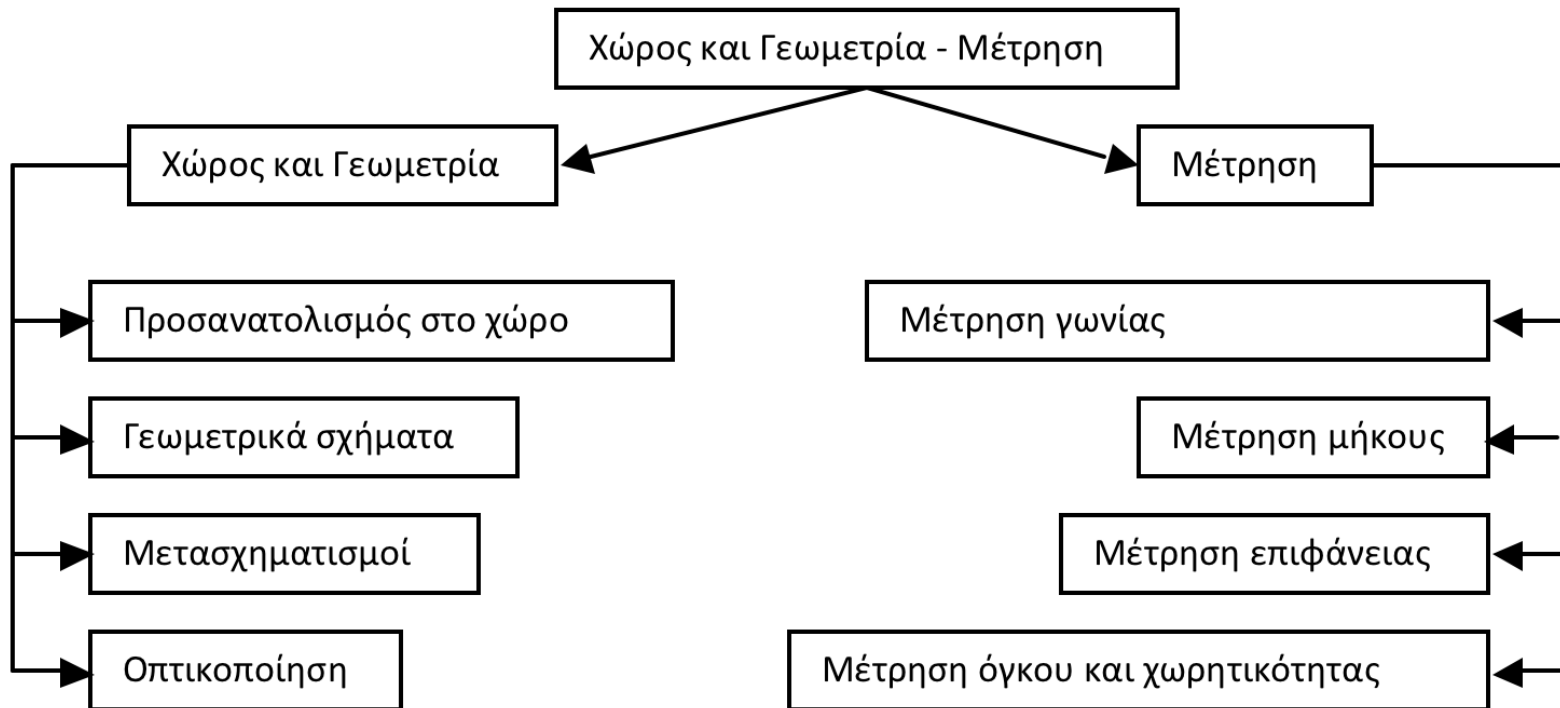 Χώρος και Γεωμετρία - Μέτρηση
Χώρος και Γεωμετρία
Μέτρηση
Προσανατολισμός στο χώρο
Μέτρηση γωνίας
Γεωμετρικά σχήματα
Μέτρηση μήκους
Μετασχηματισμοί
Μέτρηση επιφάνειας
Οπτικοποίηση
Μέτρηση όγκου και χωρητικότητας